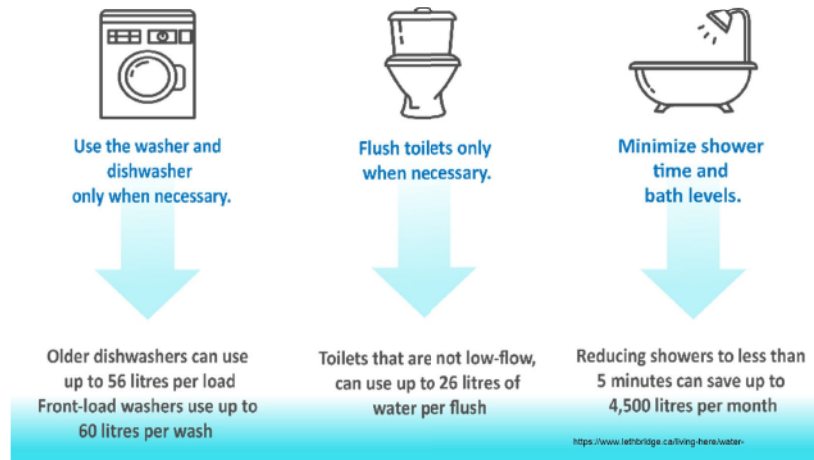 Use the washer and
dishwasher
only when necessary.
Older dishwashers can use
up to 56 litres per load
Front-load washers use up to
60 litres per wash
Flush toilets only
when necessary.
Toilets that are not low-flow,
can use up to 26 litres of
water per flush
Minimize shower
time and
bath levels.
Reducing showers to less than
5 minutes can save up to
4,500 litres per month
https://www.lethbridge.ca/living-here/water-